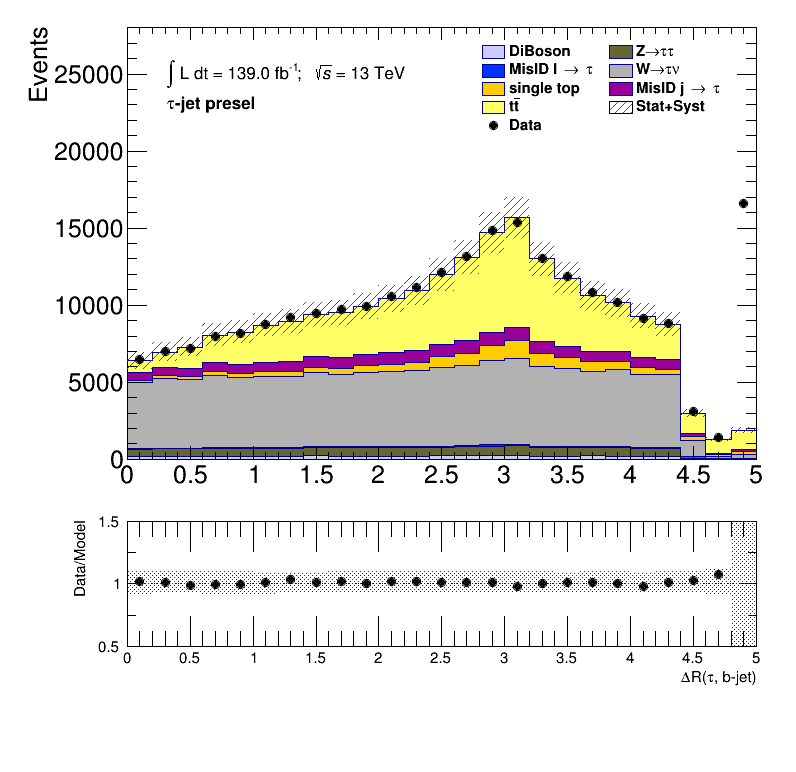 Events
∫ L dt = 139.0 fb⁻¹; √s = 13 TeV
τ-jet presel
DiBoson
MisID l → τ
single top
tt̄
Data
Z→ττ
W→τν
MisID j → τ
Stat+Syst
25000
20000
15000
10000
5000
0
0 0.5 1 1.5 2 2.5 3 3.5 4 4.5 5
Data/Model
1.5
1
0.5
0 0.5 1 1.5 2 2.5 3 3.5 4 4.5 5
ΔR(τ, b-jet)